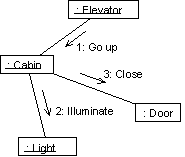 : Elevator
1: Go up
: Cabin
3: Close
2: Illuminate
: Door
: Light